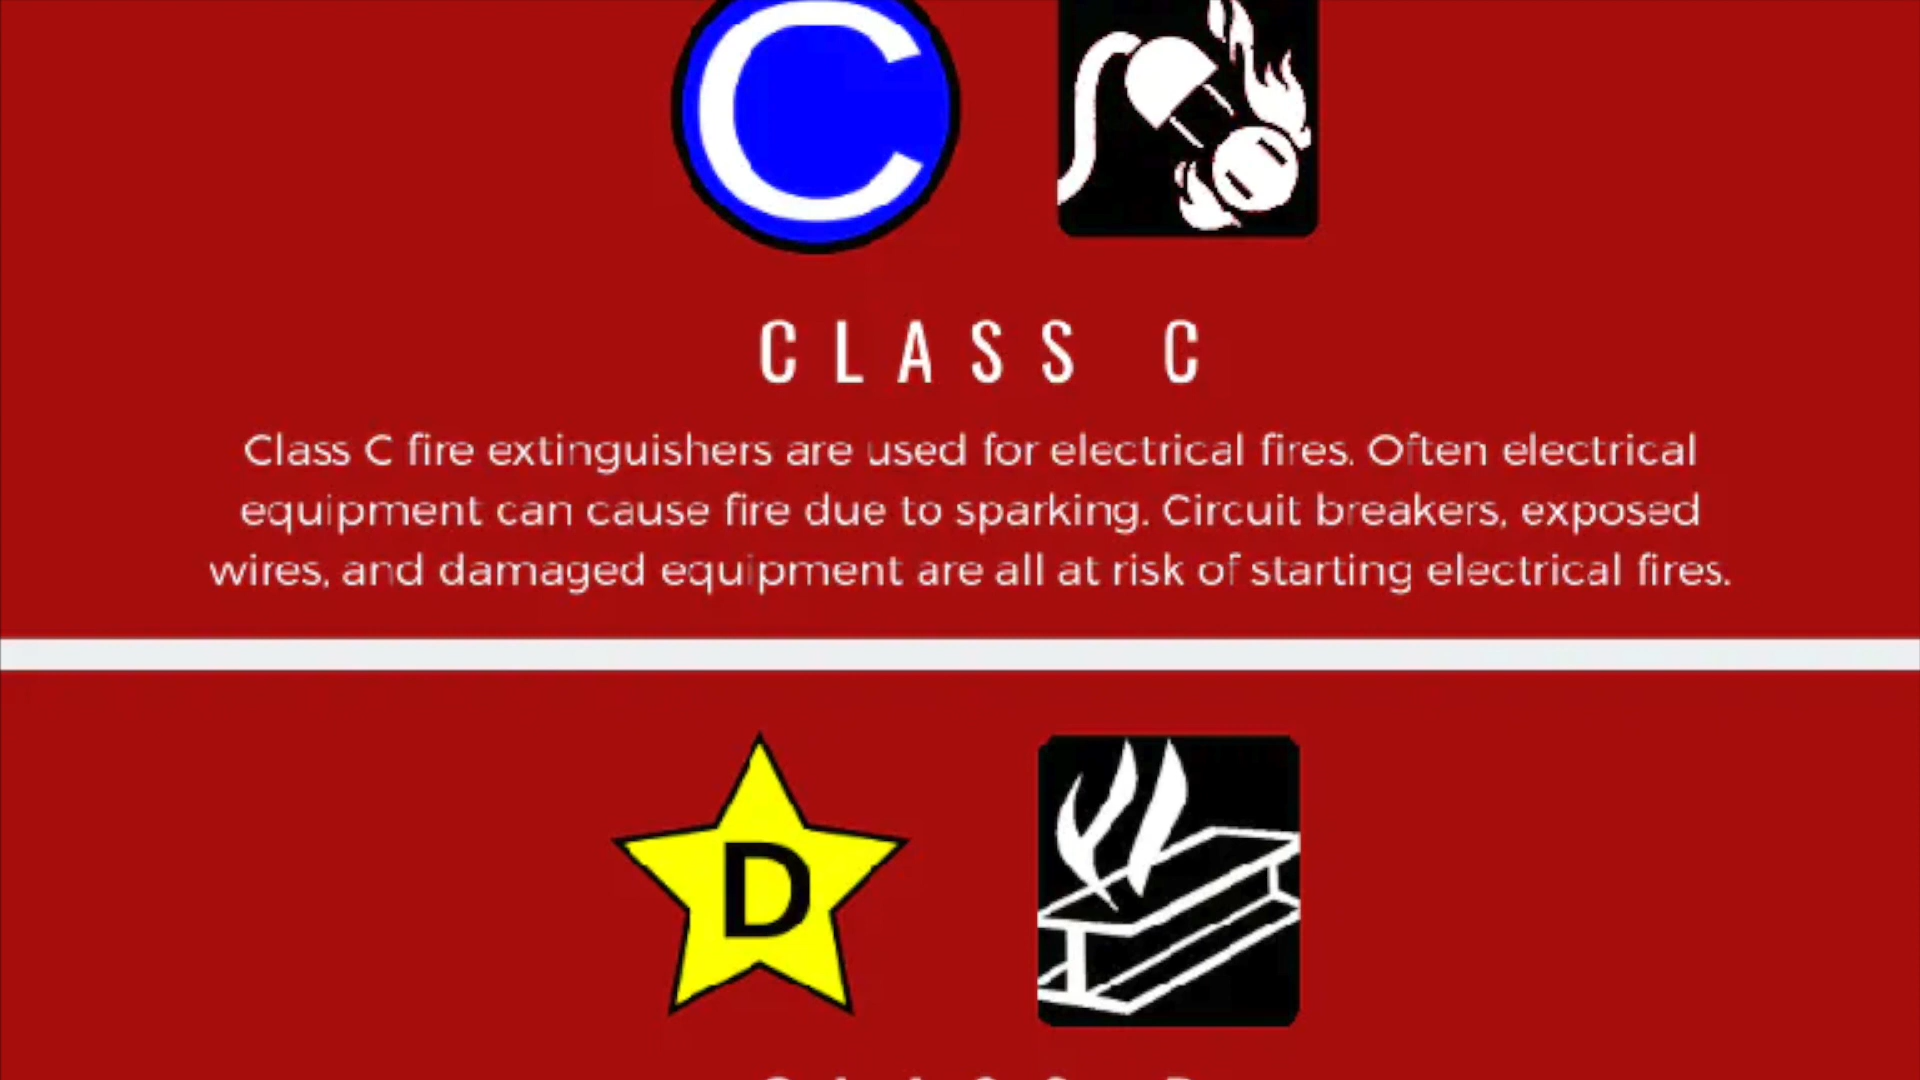 C
CLASS C
Class C fire extinguishers are used for electrical fires. Often electrical
equipment can cause fire due to sparking. Circuit breakers, exposed
wires, and damaged equipment are all at risk of starting electrical fires.
D